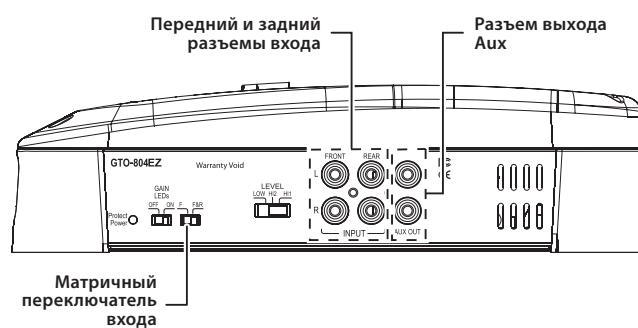 Передний и задний
разъемы входа
Разъем выхода
Aux
GTO-804EZ
Warranty Void
FRONT
REAR
L
GAIN
LEDs
OFF
ON
F
F&R
LEVEL
LOW
HI2
HI1
Protect
Power
R
INPUT
AUX OUT
Матричный
переключатель
входа